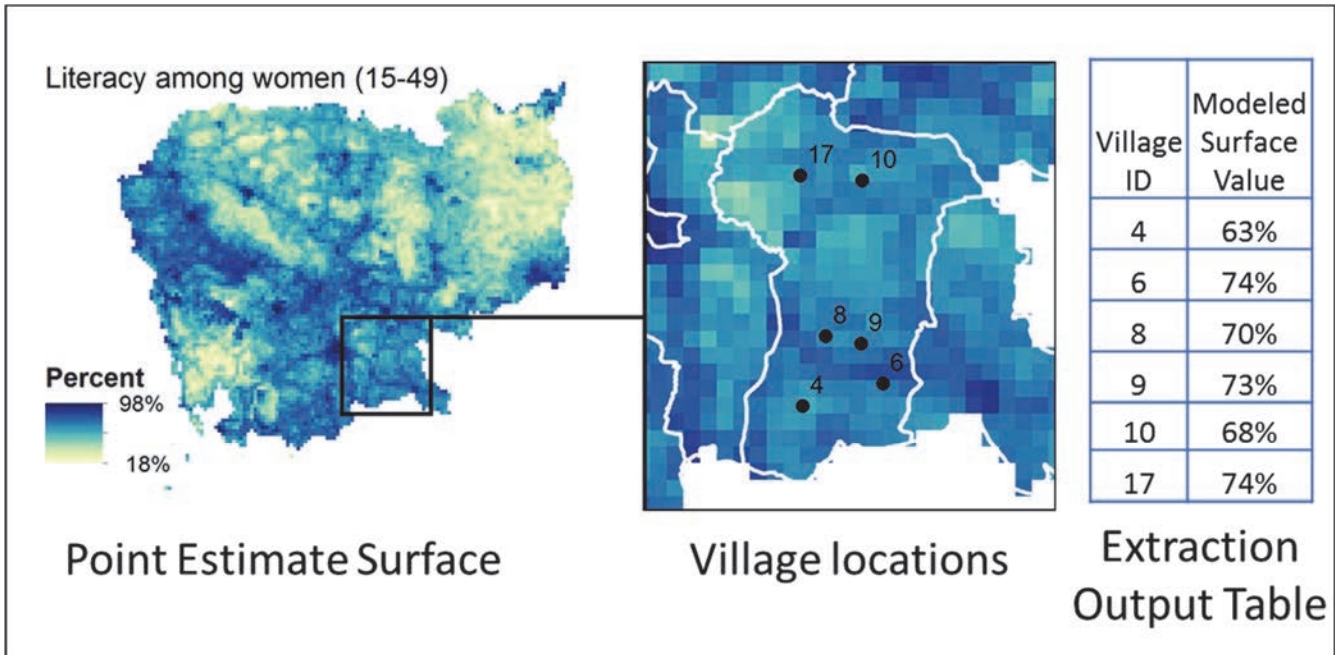 Literacy among women (15-49)
Percent
98%
18%
Point Estimate Surface
17
10
8
9
6
4
Village locations
Village
ID
Modeled
Surface
Value
4 63%
6 74%
8 70%
9 73%
10 68%
17 74%
Extraction
Output Table